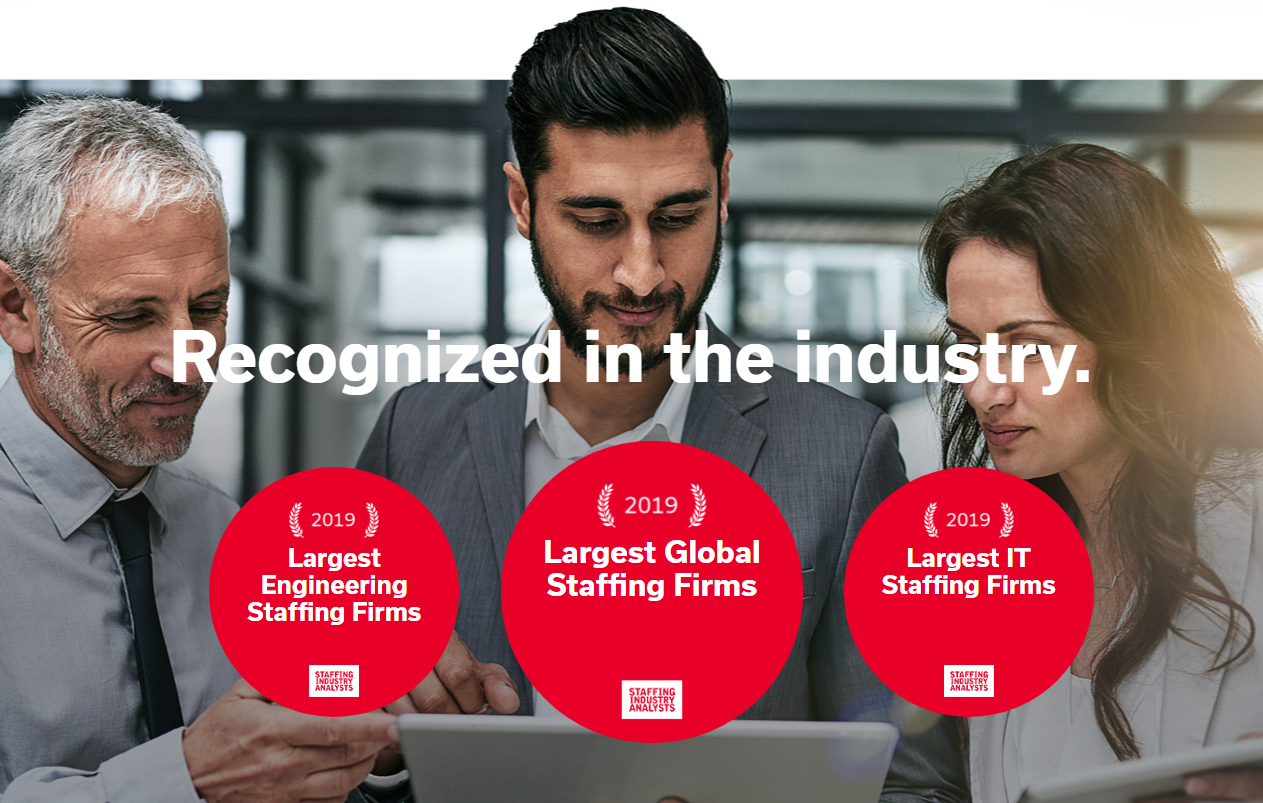 Recognized in the industry.
2019
Largest
Engineering
Staffing Firms
STAFFING
INDUSTRY
ANALYSTS
2019
Largest Global
Staffing Firms
STAFFING
INDUSTRY
ANALYSTS
2019
Largest IT
Staffing Firms
STAFFING
INDUSTRY
ANALYSTS